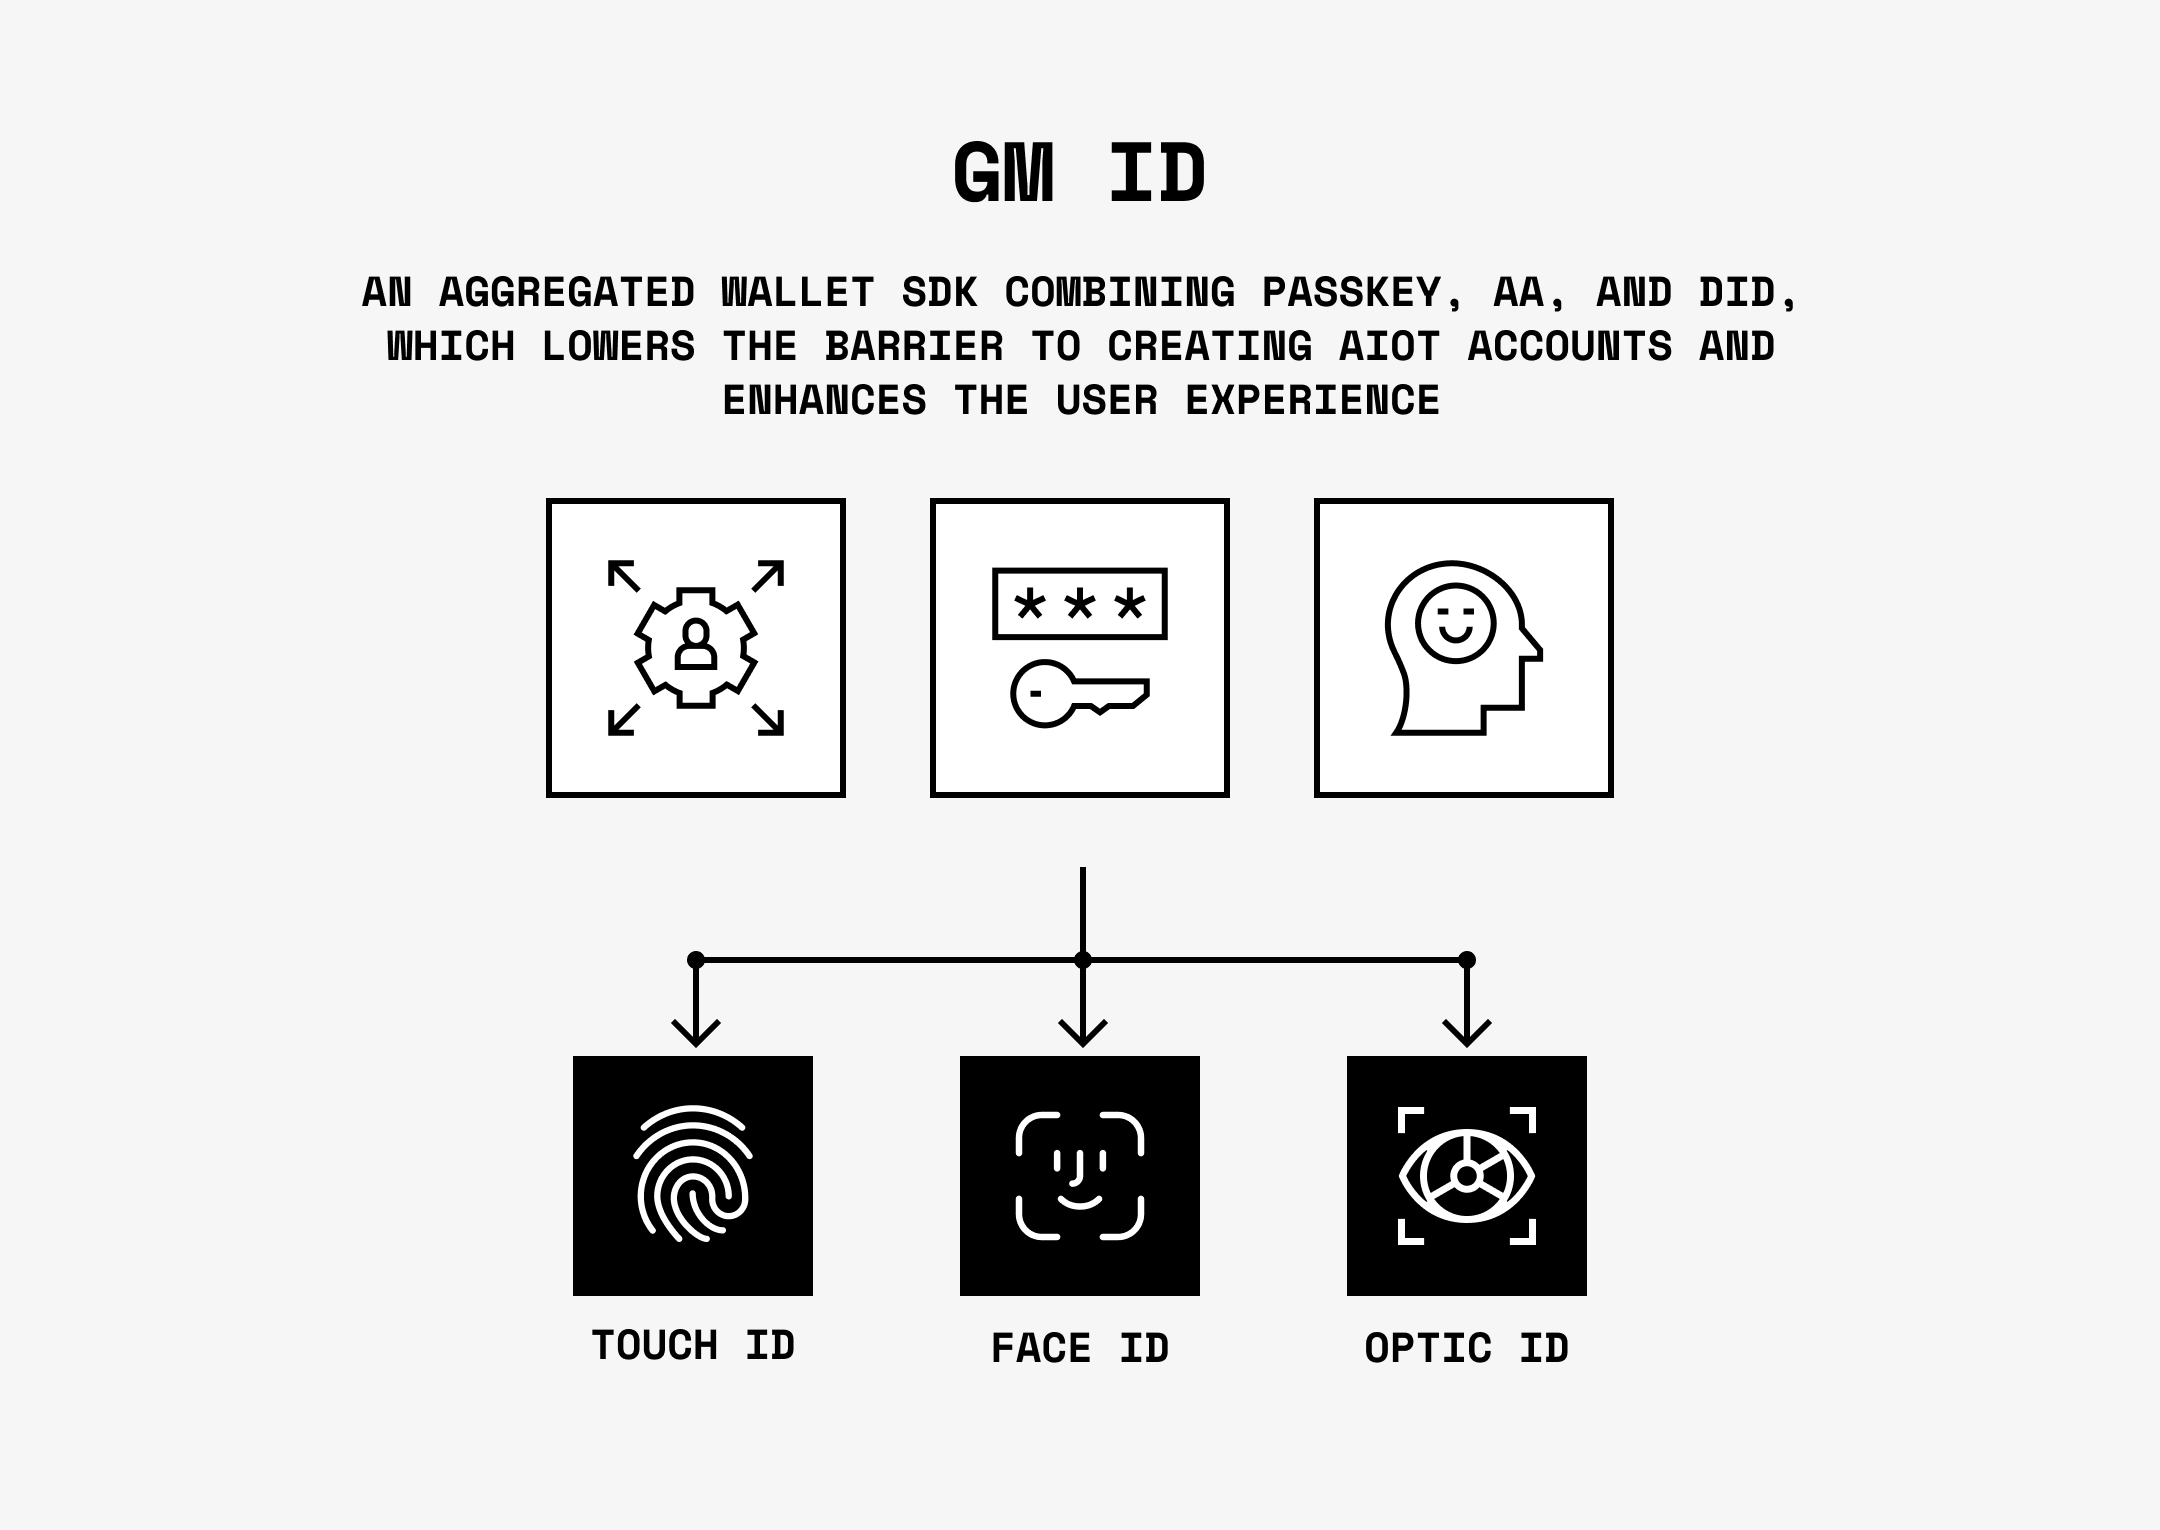 GM ID
AN AGGREGATED WALLET SDK COMBINING PASSKEY, AA, AND DID,
WHICH LOWERS THE BARRIER TO CREATING AIOT ACCOUNTS AND
ENHANCES THE USER EXPERIENCE
***
TOUCH ID
FACE ID
OPTIC ID